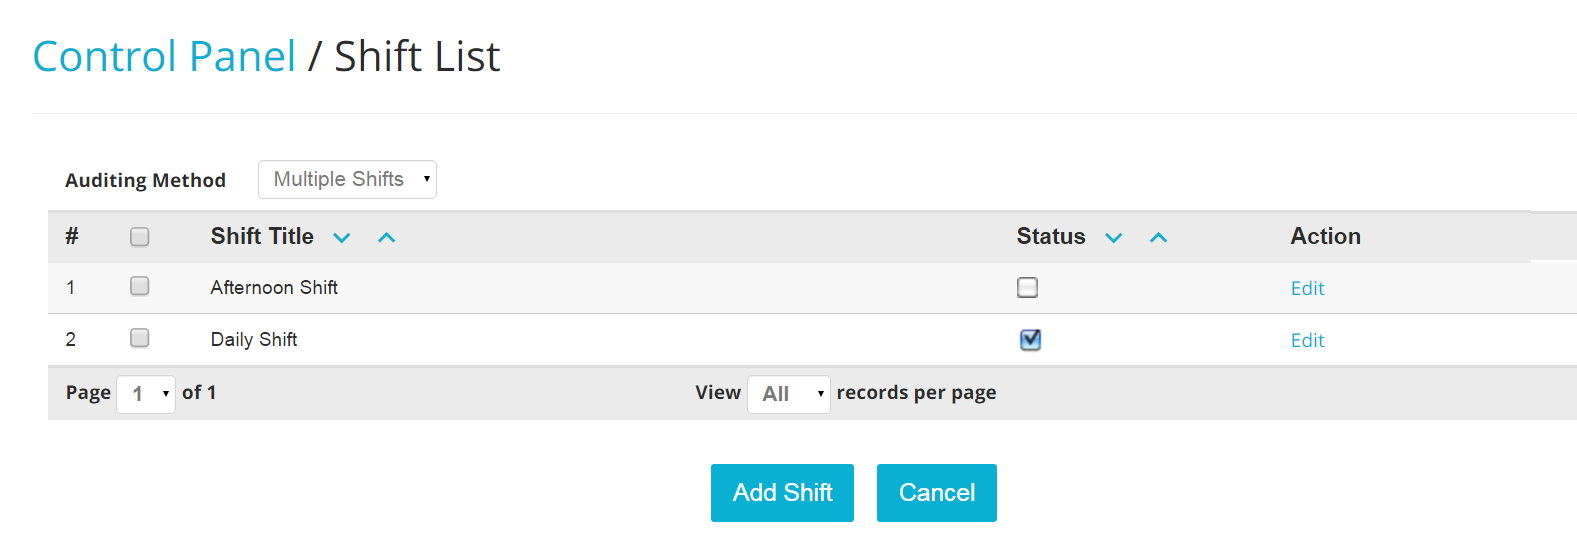 Control Panel / Shift List
Auditing Method Multiple Shifts
# Shift Title Status Action
1 Afternoon Shift Edit
2 Daily Shift Edit
Page 1 of 1 View All records per page
Add Shift Cancel